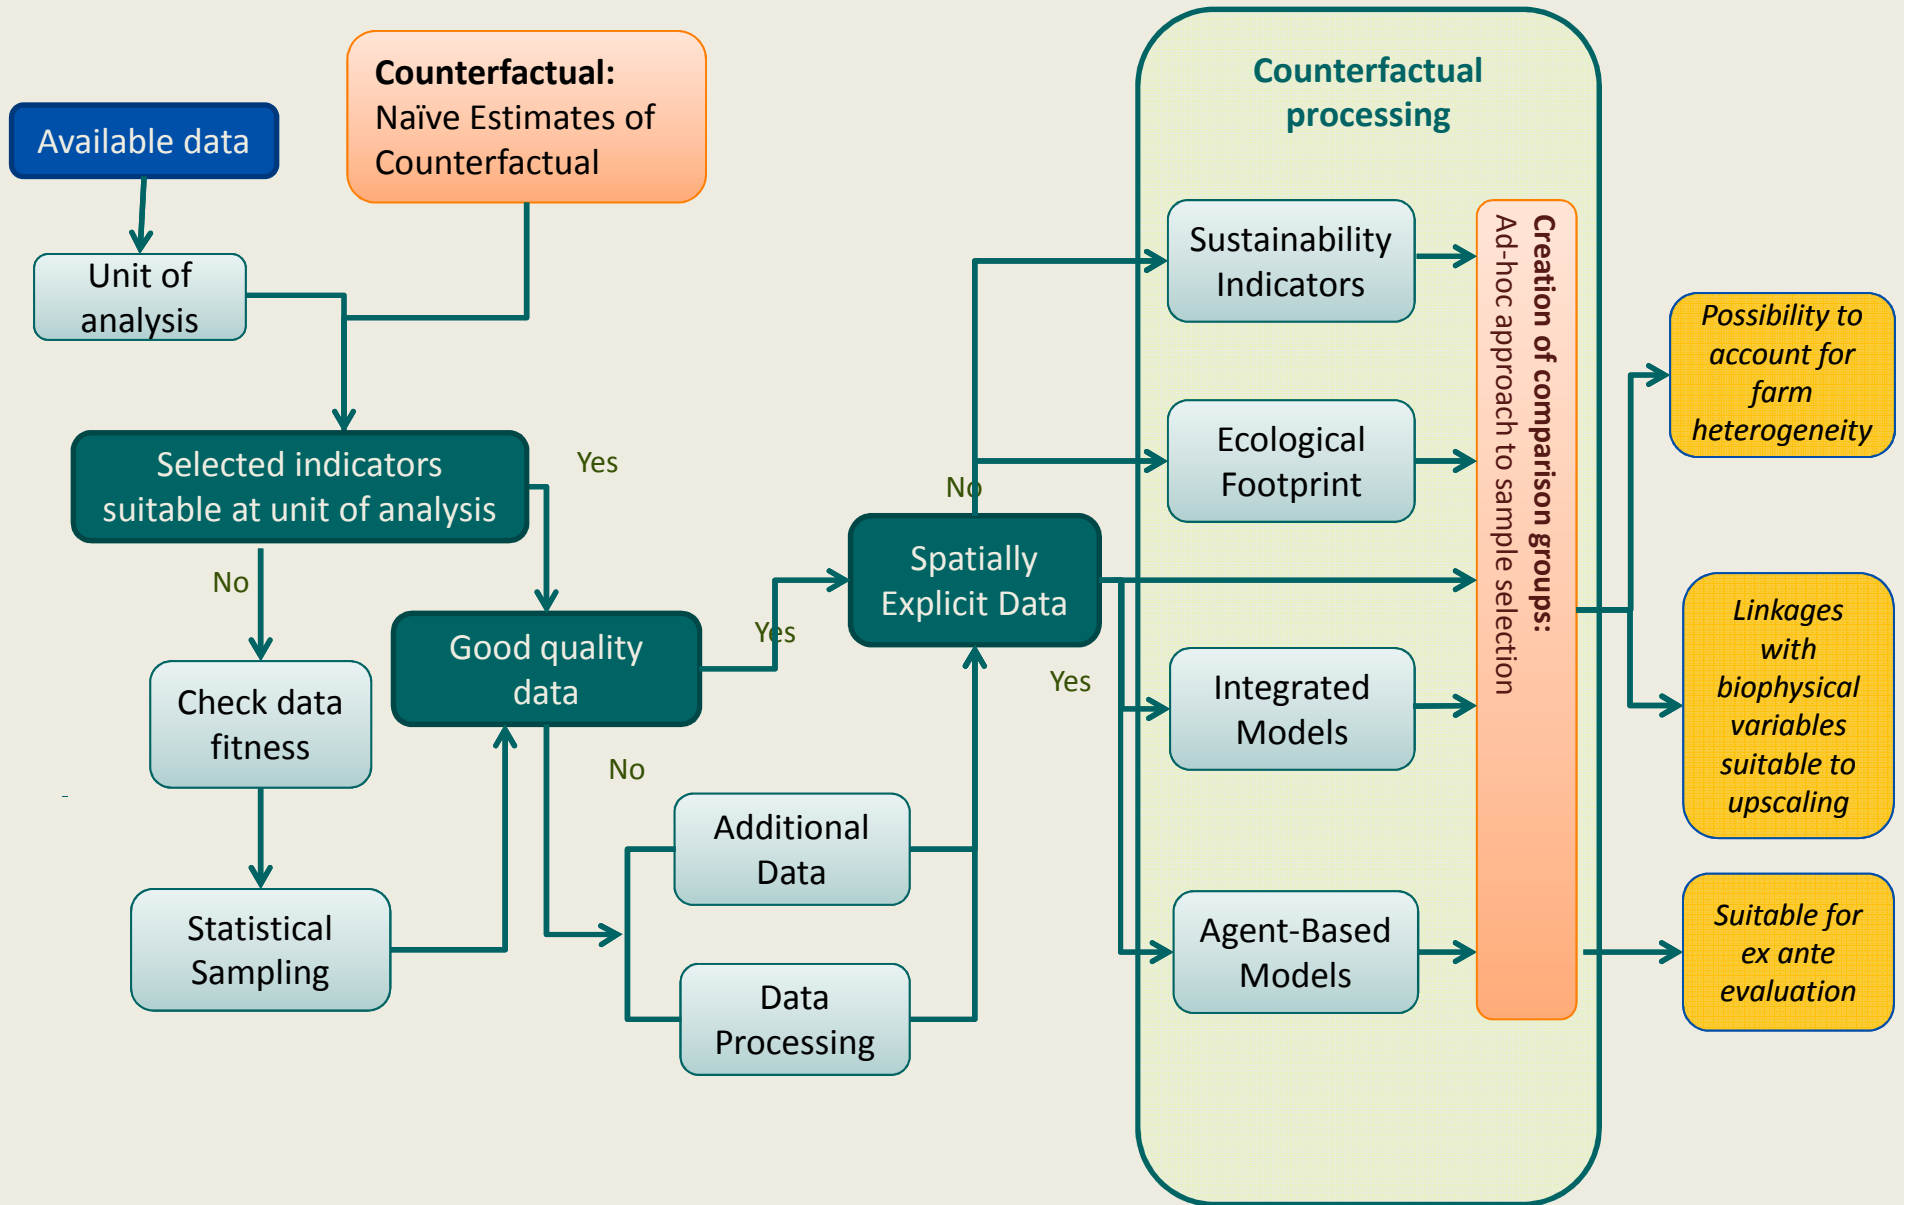 Available data
Counterfactual:
Naïve Estimates of
Counterfactual
Unit of
analysis
Selected indicators
suitable at unit of analysis
Yes
No
Check data
fitness
Statistical
Sampling
Good quality
data
Yes
No
Additional
Data
Data
Processing
No
Spatially
Explicit Data
Yes
Counterfactual
processing
Sustainability
Indicators
Ecological
Footprint
Integrated
Models
Agent-Based
Models
Creation of comparison groups:
Ad-hoc approach to sample selection
Possibility to
account for
farm
heterogeneity
Linkages
with
biophysical
variables
suitable to
upscaling
Suitable for
ex ante
evaluation